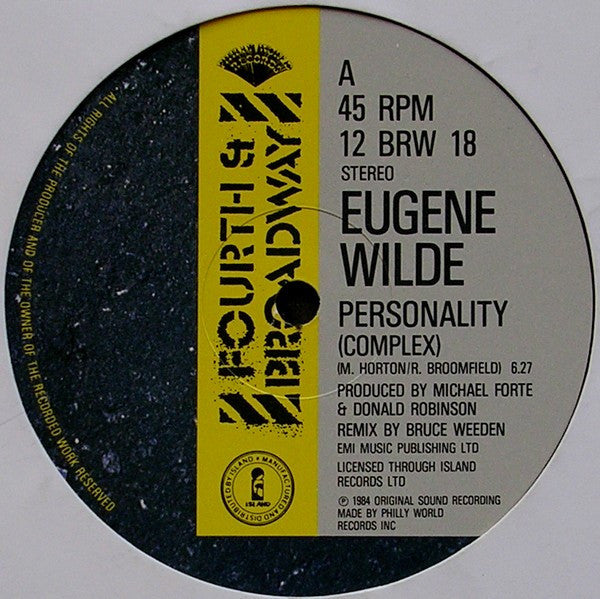 ALL RIGHTS OF THE PRODUCER AND OF THE OWNER OF THE RECORDED WORK RESERVED
RECORDS
FOURTH &
BROADWAY
MANUFACTURED AND DISTRIBUTED BY ISLAND
ISLAND
A
45 RPM
12 BRW 18
STEREO
EUGENE
WILDE
PERSONALITY
(COMPLEX)
(M. HORTON/R. BROOMFIELD) 6.27
PRODUCED BY MICHAEL FORTE
& DONALD ROBINSON
REMIX BY BRUCE WEEDEN
EMI MUSIC PUBLISHING LTD
LICENSED THROUGH ISLAND
RECORDS LTD
℗ 1984 ORIGINAL SOUND RECORDING
MADE BY PHILLY WORLD
RECORDS INC